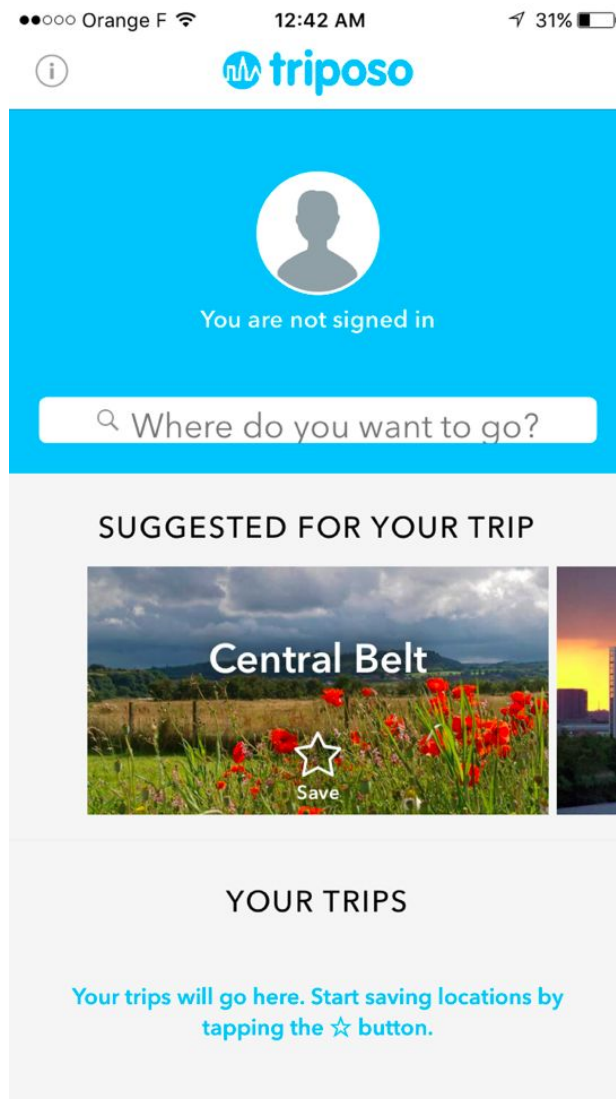 Orange F 12:42 AM 31%
triposo
You are not signed in
Where do you want to go?
SUGGESTED FOR YOUR TRIP
Central Belt
Save
YOUR TRIPS
Your trips will go here. Start saving locations by
tapping the ☆ button.